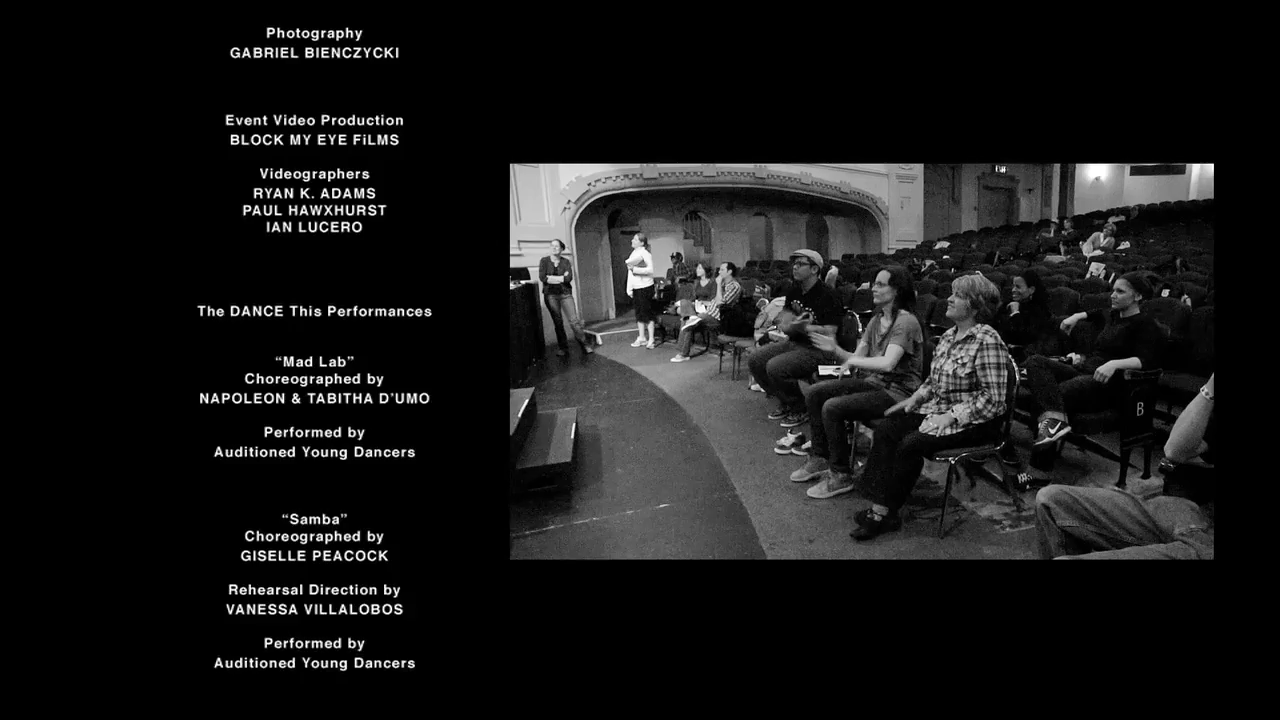 Photography
GABRIEL BIENCZYCKI
Event Video Production
BLOCK MY EYE FiLMS
Videographers
RYAN K. ADAMS
PAUL HAWXHURST
IAN LUCERO
The DANCE This Performances
“Mad Lab”
Choreographed by
NAPOLEON & TABITHA D’UMO
Performed by
Auditioned Young Dancers
“Samba”
Choreographed by
GISELLE PEACOCK
Rehearsal Direction by
VANESSA VILLALOBOS
Performed by
Auditioned Young Dancers
EXIT
B